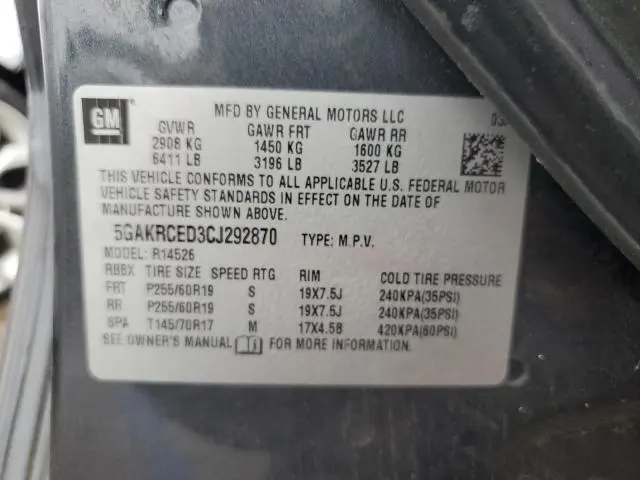 GM
MFD BY GENERAL MOTORS LLC
GVWR GAWR FRT GAWR RR
2908 KG 1450 KG 1600 KG
6411 LB 3196 LB 3527 LB
THIS VEHICLE CONFORMS TO ALL APPLICABLE U.S. FEDERAL MOTOR
VEHICLE SAFETY STANDARDS IN EFFECT ON THE DATE OF
MANUFACTURE SHOWN ABOVE.
5GAKRCED3CJ292870 TYPE: M.P.V.
MODEL: R14526
RBBX TIRE SIZE SPEED RTG RIM COLD TIRE PRESSURE
FRT P255/60R19 S 19X7.5J 240KPA(35PSI)
RR P255/60R19 S 19X7.5J 240KPA(35PSI)
SPA T145/70R17 M 17X4.5B 420KPA(60PSI)
SEE OWNER'S MANUAL FOR MORE INFORMATION.